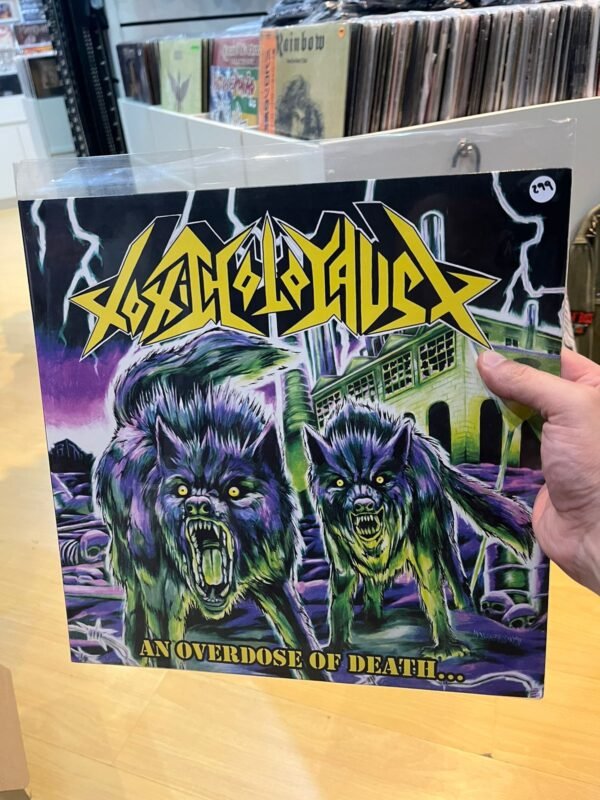 Rainbow
299
TOXIC HOLOCAUST
AN OVERDOSE OF DEATH...